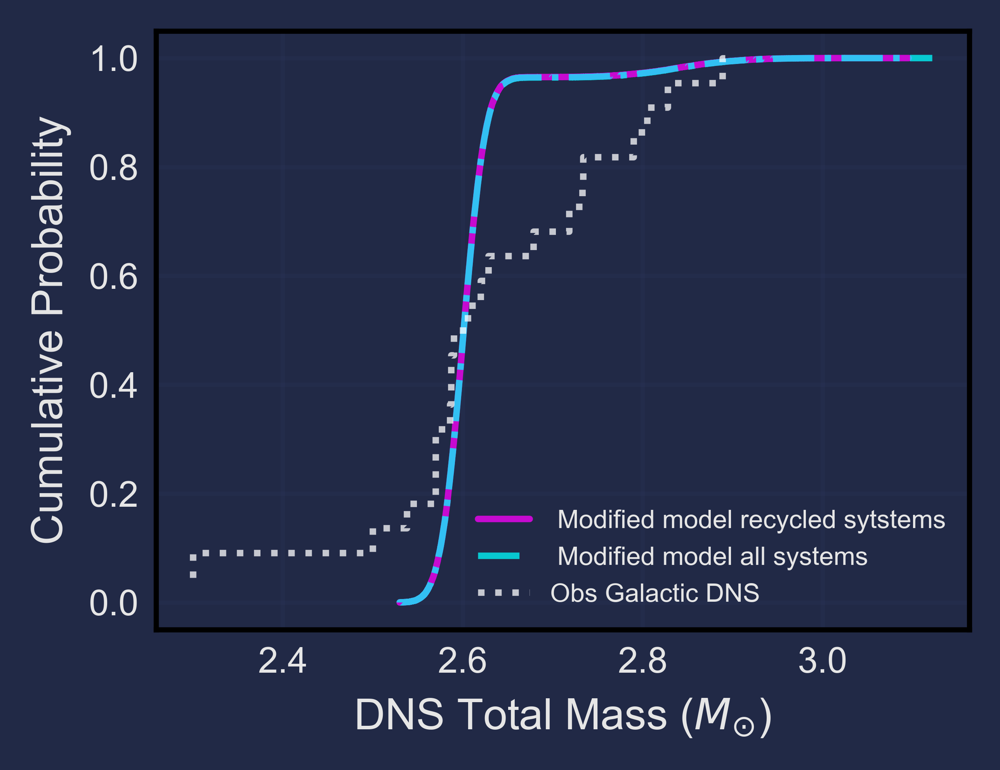 1.0
0.8
0.6
0.4
0.2
0.0
Cumulative Probability
Modified model recycled sytstems
Modified model all systems
Obs Galactic DNS
2.4 2.6 2.8 3.0
DNS Total Mass (M⊙)